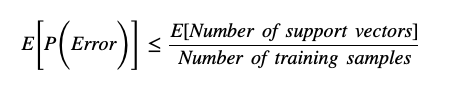 E[P(Error)] ≤ E[Number of support vectors] / Number of training samples